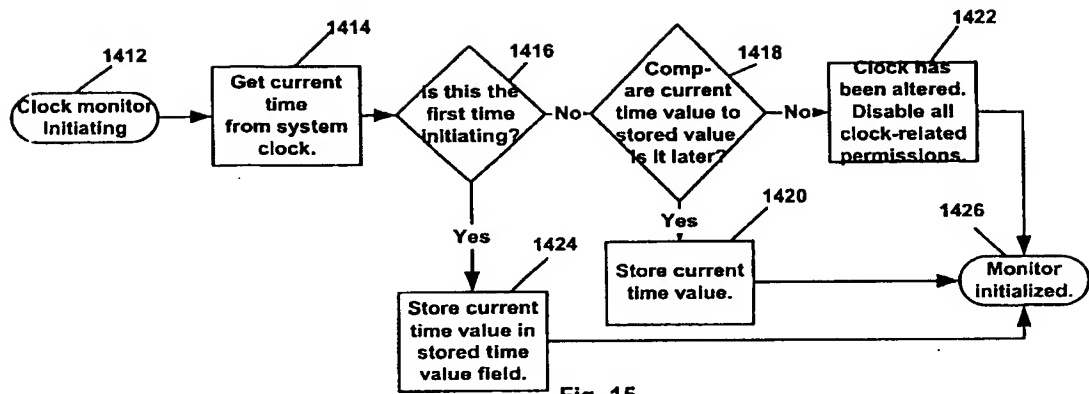 1412
Clock monitor
Initiating
1414
Get current
time
from system
clock.
1416
Is this the
first time
initiating?
No
Yes
1418
Comp-
are current
time value to
stored value
is it later?
No
Yes
1422
Clock has
been altered.
Disable all
clock-related
permissions.
1420
Store current
time value.
1424
Store current
time value in
stored time
value field.
1426
Monitor
initialized.
Fig. 15